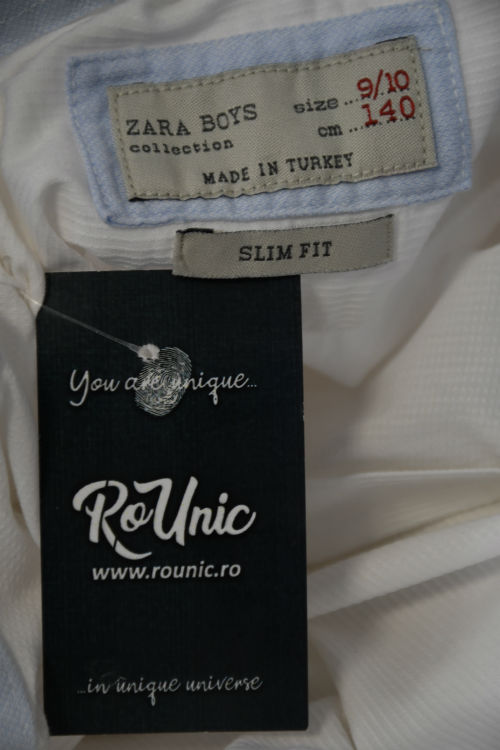 ZARA BOYS
collection
size ... 9/10
cm ... 140
MADE IN TURKEY
SLIM FIT
You are unique...
RoUnic
www.rounic.ro
...in unique universe